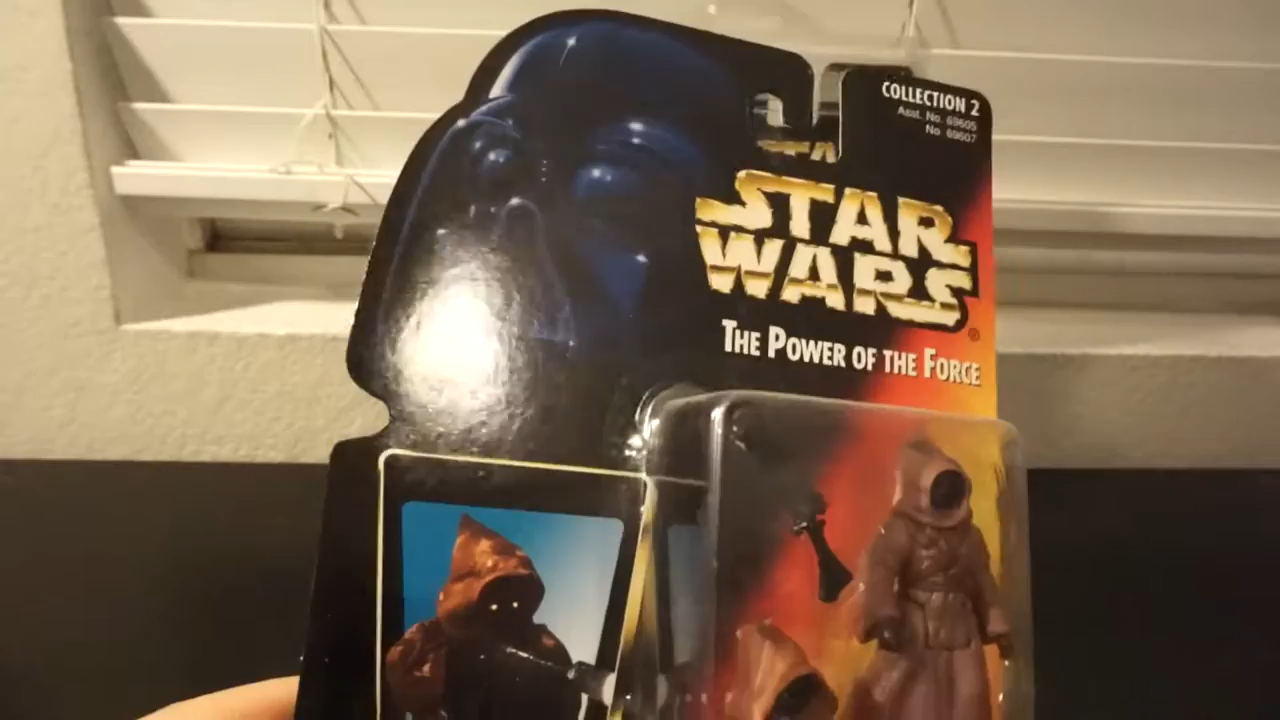 COLLECTION 2
Asst. No. 69605
No. 69607
STAR
WARS
®
THE POWER OF THE FORCE